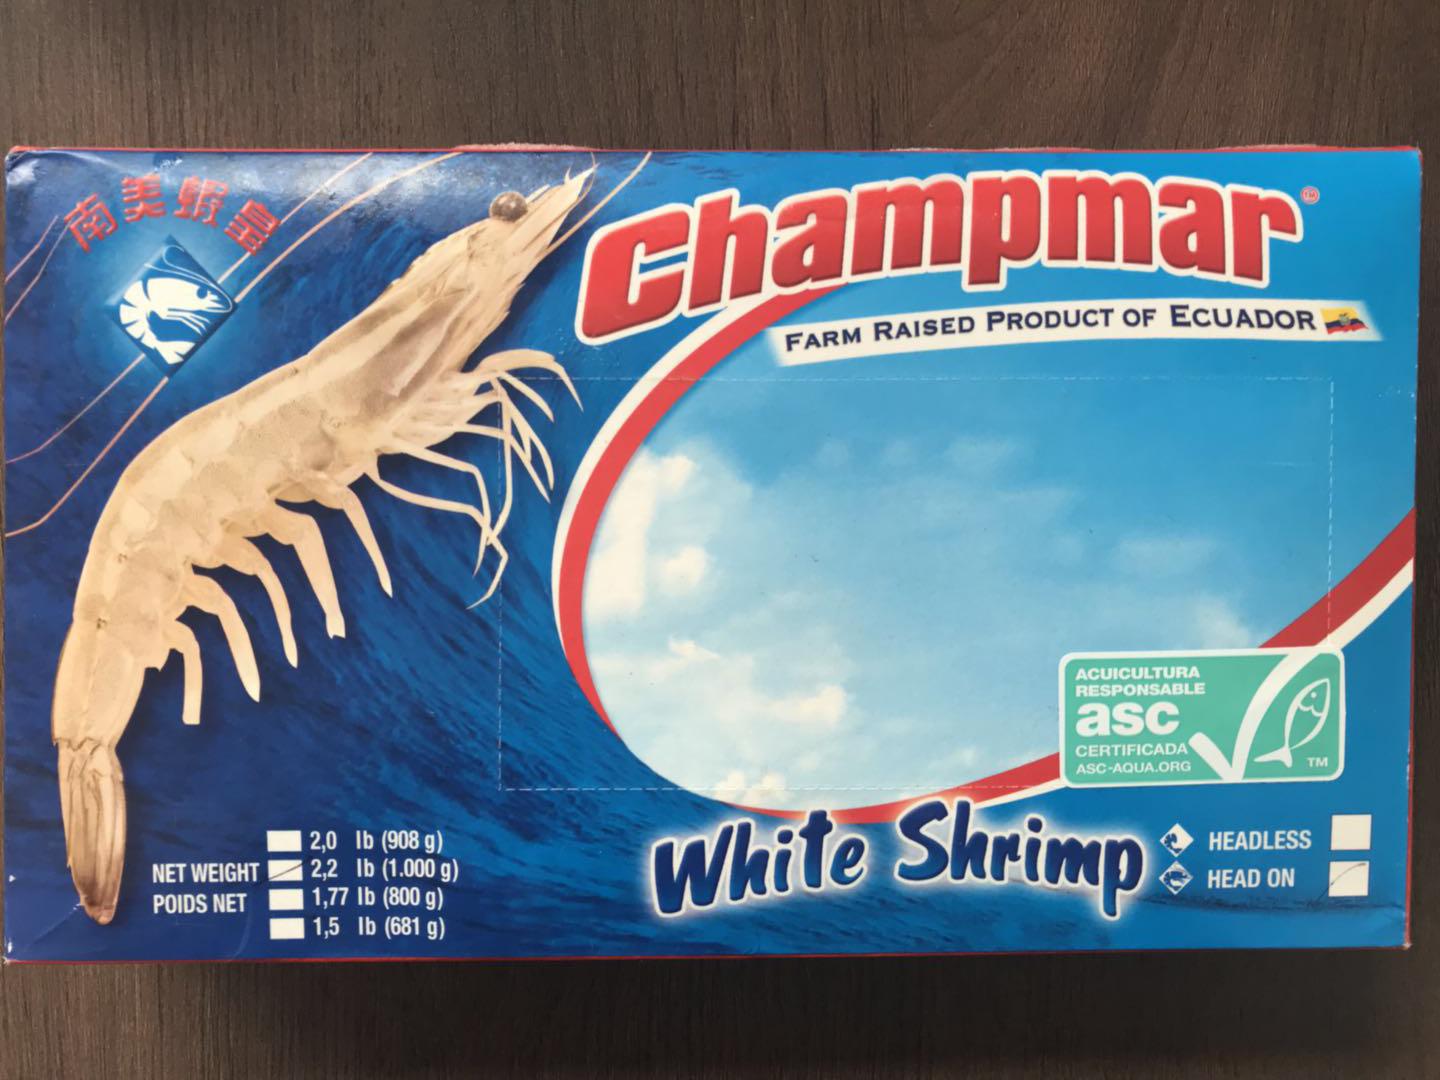 南美蝦皇
Champmar™
FARM RAISED PRODUCT OF ECUADOR
ACUICULTURA
RESPONSABLE
asc
CERTIFICADA
ASC-AQUA.ORG
TM
White Shrimp
HEADLESS
HEAD ON
NET WEIGHT
POIDS NET
2,0 lb (908 g)
2,2 lb (1.000 g)
1,77 lb (800 g)
1,5 lb (681 g)